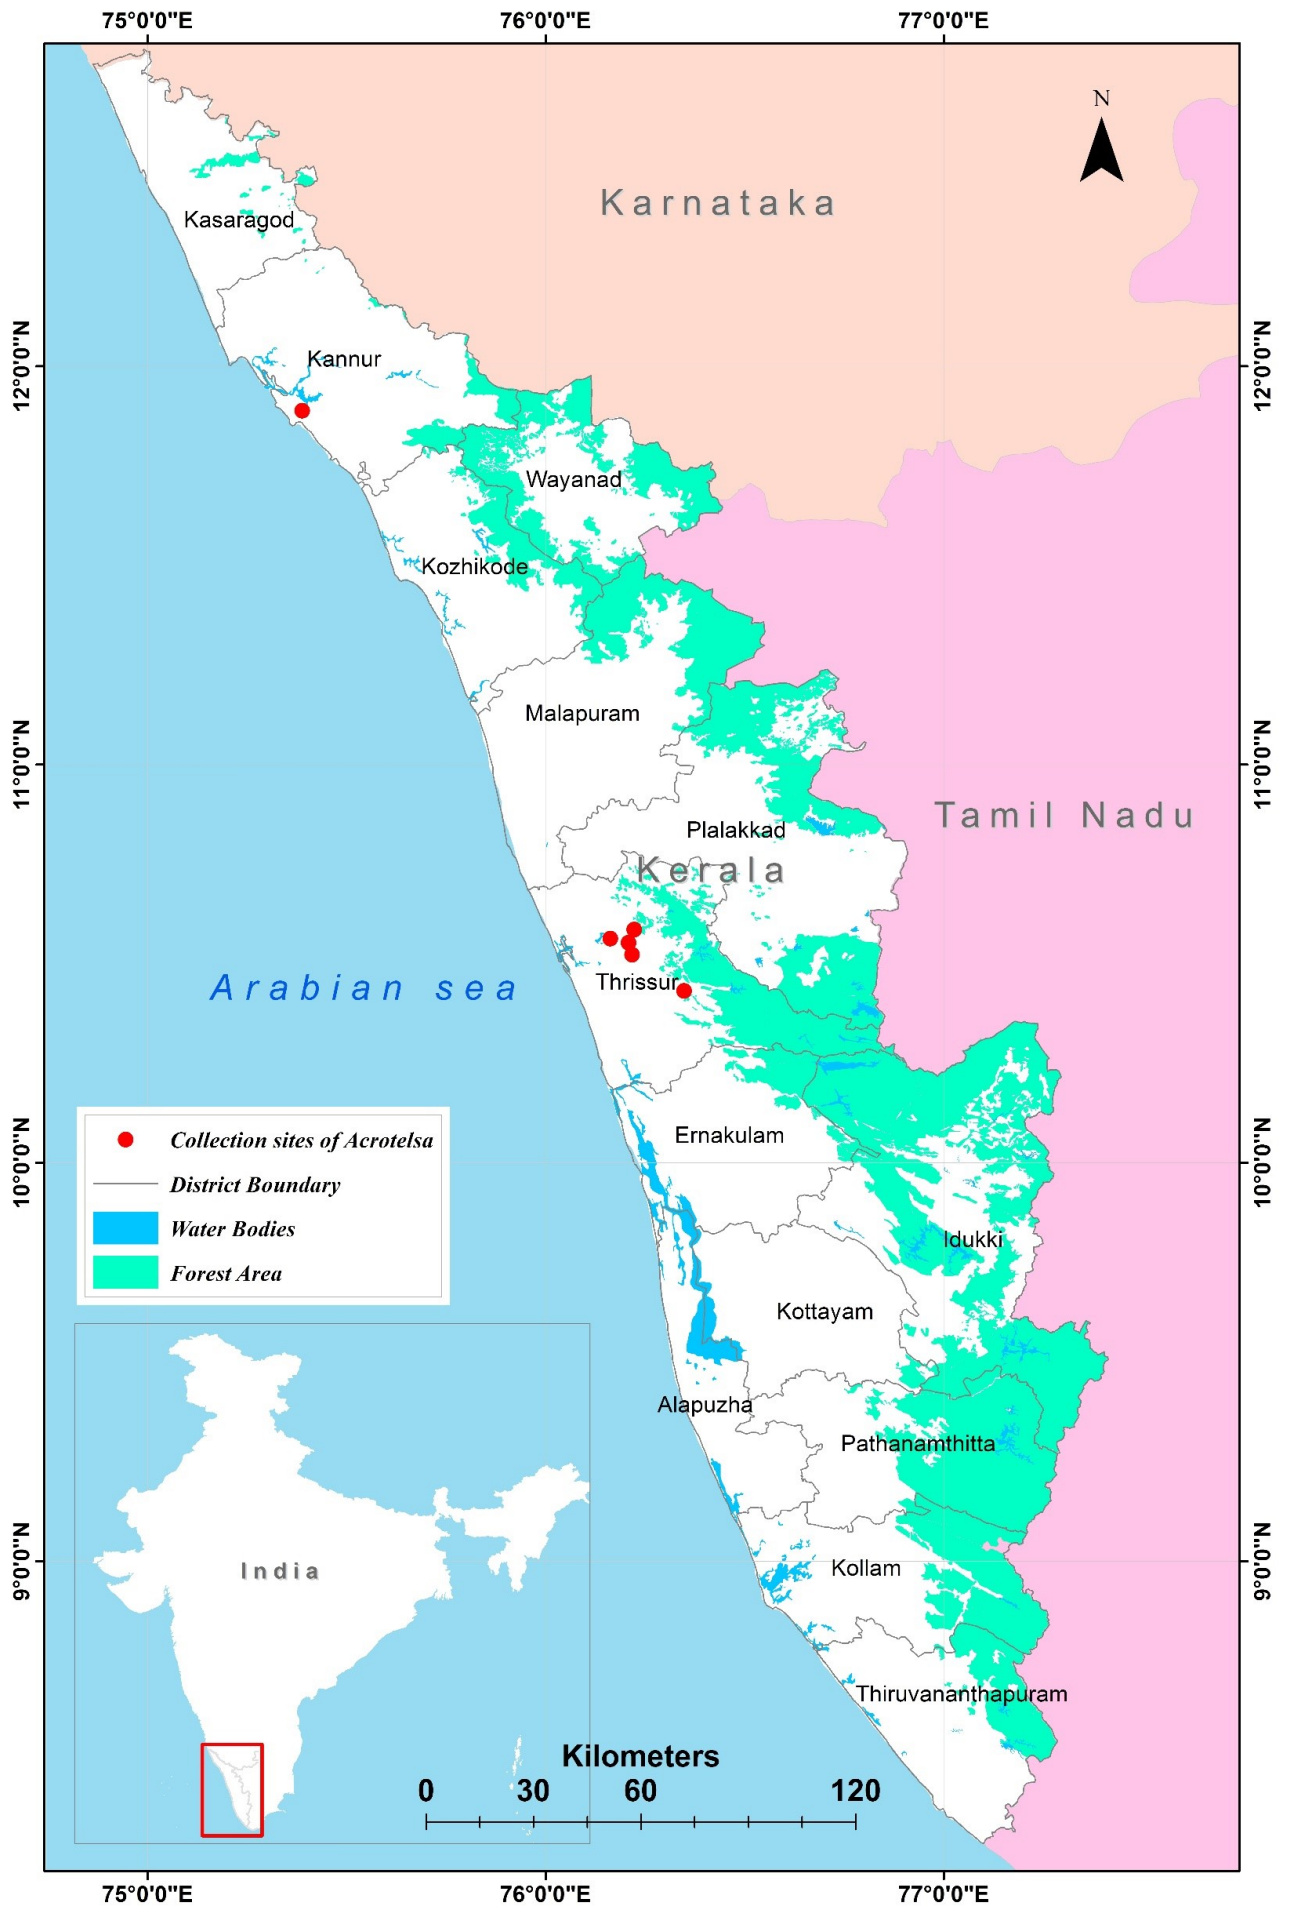 75°0'0"E 76°0'0"E 77°0'0"E
N
Karnataka
Kasaragod
12°0'0"N
Kannur
12°0'0"N
Wayanad
Kozhikode
Malapuram
11°0'0"N
11°0'0"N
Tamil Nadu
Plalakkad
Kerala
Arabian sea
Thrissur
Ernakulam
10°0'0"N
10°0'0"N
Collection sites of Acrotelsa
District Boundary
Water Bodies
Forest Area
Idukki
Kottayam
Alapuzha
Pathanamthitta
9°0'0"N
9°0'0"N
India
Kollam
Thiruvananthapuram
Kilometers
0 30 60 120
75°0'0"E 76°0'0"E 77°0'0"E